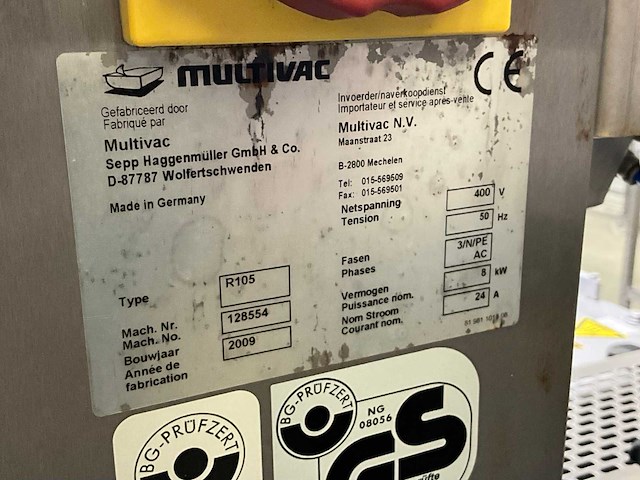 MULTIVAC
CE
Gefabriceerd door
Fabriqué par
Multivac
Sepp Haggenmüller GmbH & Co.
D-87787 Wolfertschwenden
Made in Germany
Invoerder/naverkoopdienst
Importateur et service après-vente
Multivac N.V.
Maanstraat 23
B-2800 Mechelen
Tel: 015-569509
Fax: 015-569501
Netspanning
Tension
400 V
50 Hz
Fasen
Phases
3/N/PE
AC
Vermogen
Puissance nom.
8 kW
Nom Stroom
Courant nom.
24 A
Type
R105
Mach. Nr.
Mach. No.
128554
Bouwjaar
Année de
fabrication
2009
BG-PRÜFZERT
BG-PRÜFZERT
NG
08056
GS